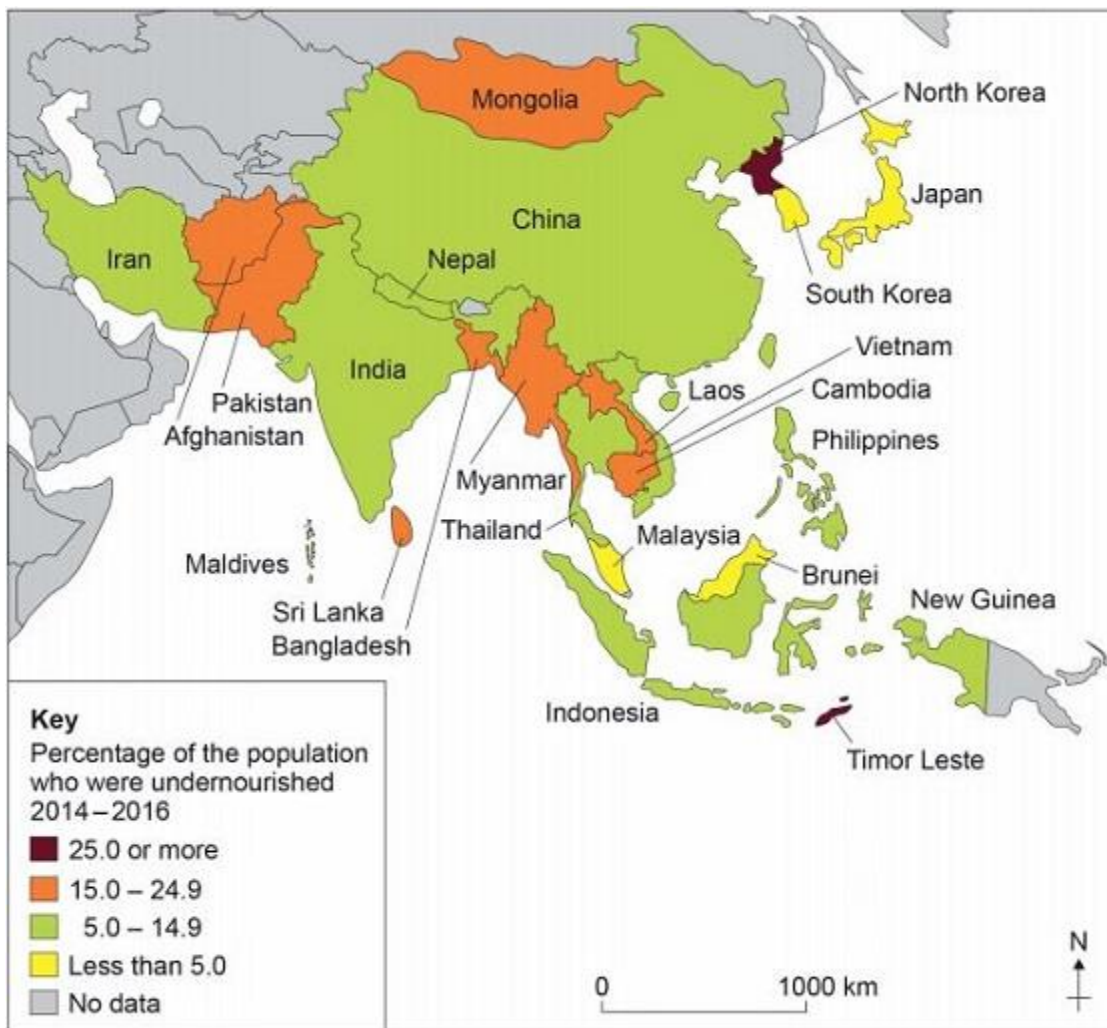 Mongolia
North Korea
Japan
China
Iran
Nepal
South Korea
Vietnam
India
Laos
Cambodia
Pakistan
Afghanistan
Philippines
Myanmar
Thailand
Malaysia
Maldives
Brunei
Sri Lanka
Bangladesh
New Guinea
Indonesia
Timor Leste
Key
Percentage of the population
who were undernourished
2014–2016
25.0 or more
15.0 – 24.9
5.0 – 14.9
Less than 5.0
No data
0 1000 km
N